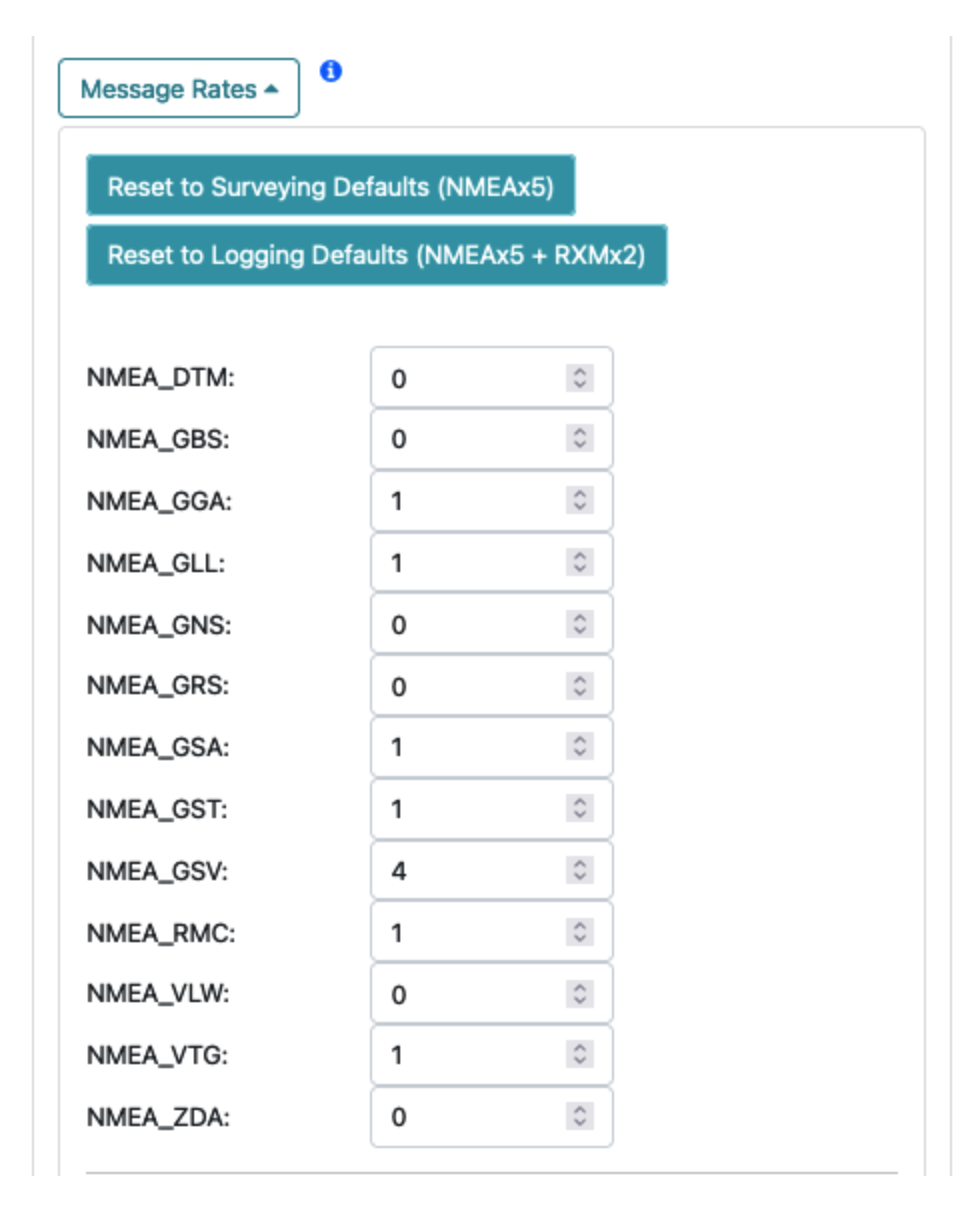 Message Rates
Reset to Surveying Defaults (NMEAx5)
Reset to Logging Defaults (NMEAx5 + RXMx2)
NMEA_DTM: 0
NMEA_GBS: 0
NMEA_GGA: 1
NMEA_GLL: 1
NMEA_GNS: 0
NMEA_GRS: 0
NMEA_GSA: 1
NMEA_GST: 1
NMEA_GSV: 4
NMEA_RMC: 1
NMEA_VLW: 0
NMEA_VTG: 1
NMEA_ZDA: 0